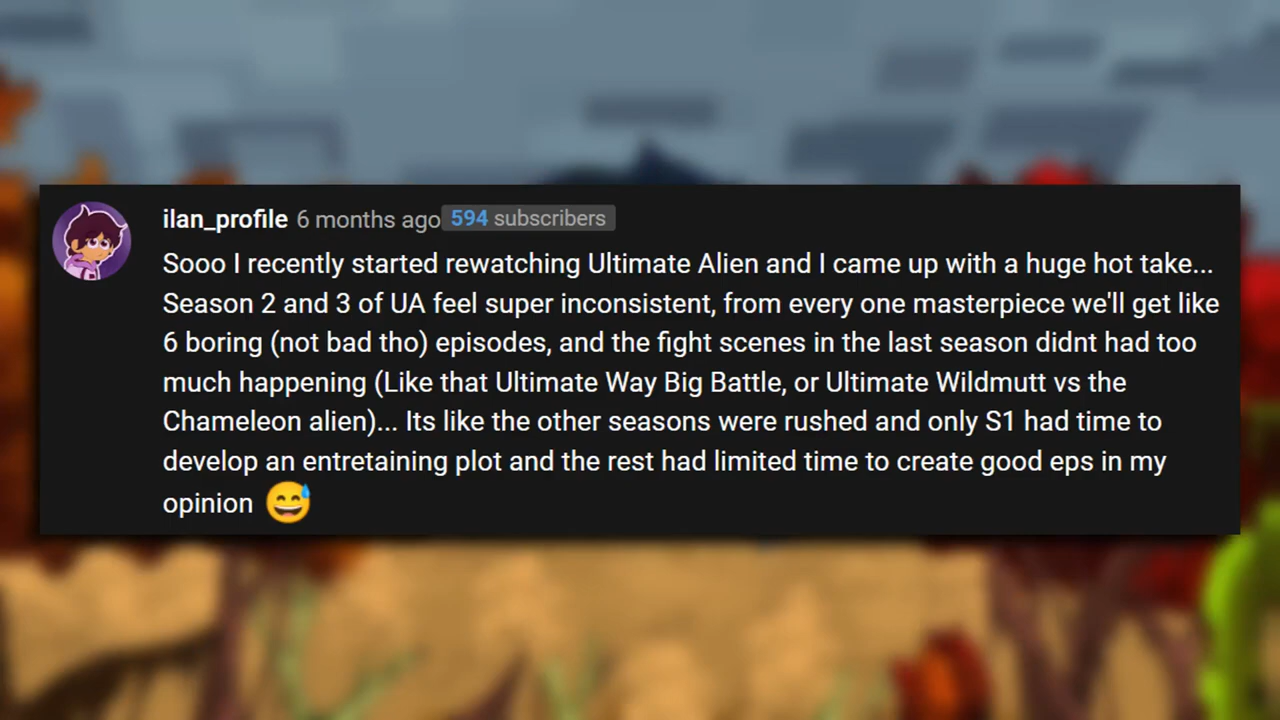 ilan_profile 6 months ago 594 subscribers
Sooo I recently started rewatching Ultimate Alien and I came up with a huge hot take...
Season 2 and 3 of UA feel super inconsistent, from every one masterpiece we'll get like
6 boring (not bad tho) episodes, and the fight scenes in the last season didnt had too
much happening (Like that Ultimate Way Big Battle, or Ultimate Wildmutt vs the
Chameleon alien)... Its like the other seasons were rushed and only S1 had time to
develop an entretaining plot and the rest had limited time to create good eps in my
opinion 😅